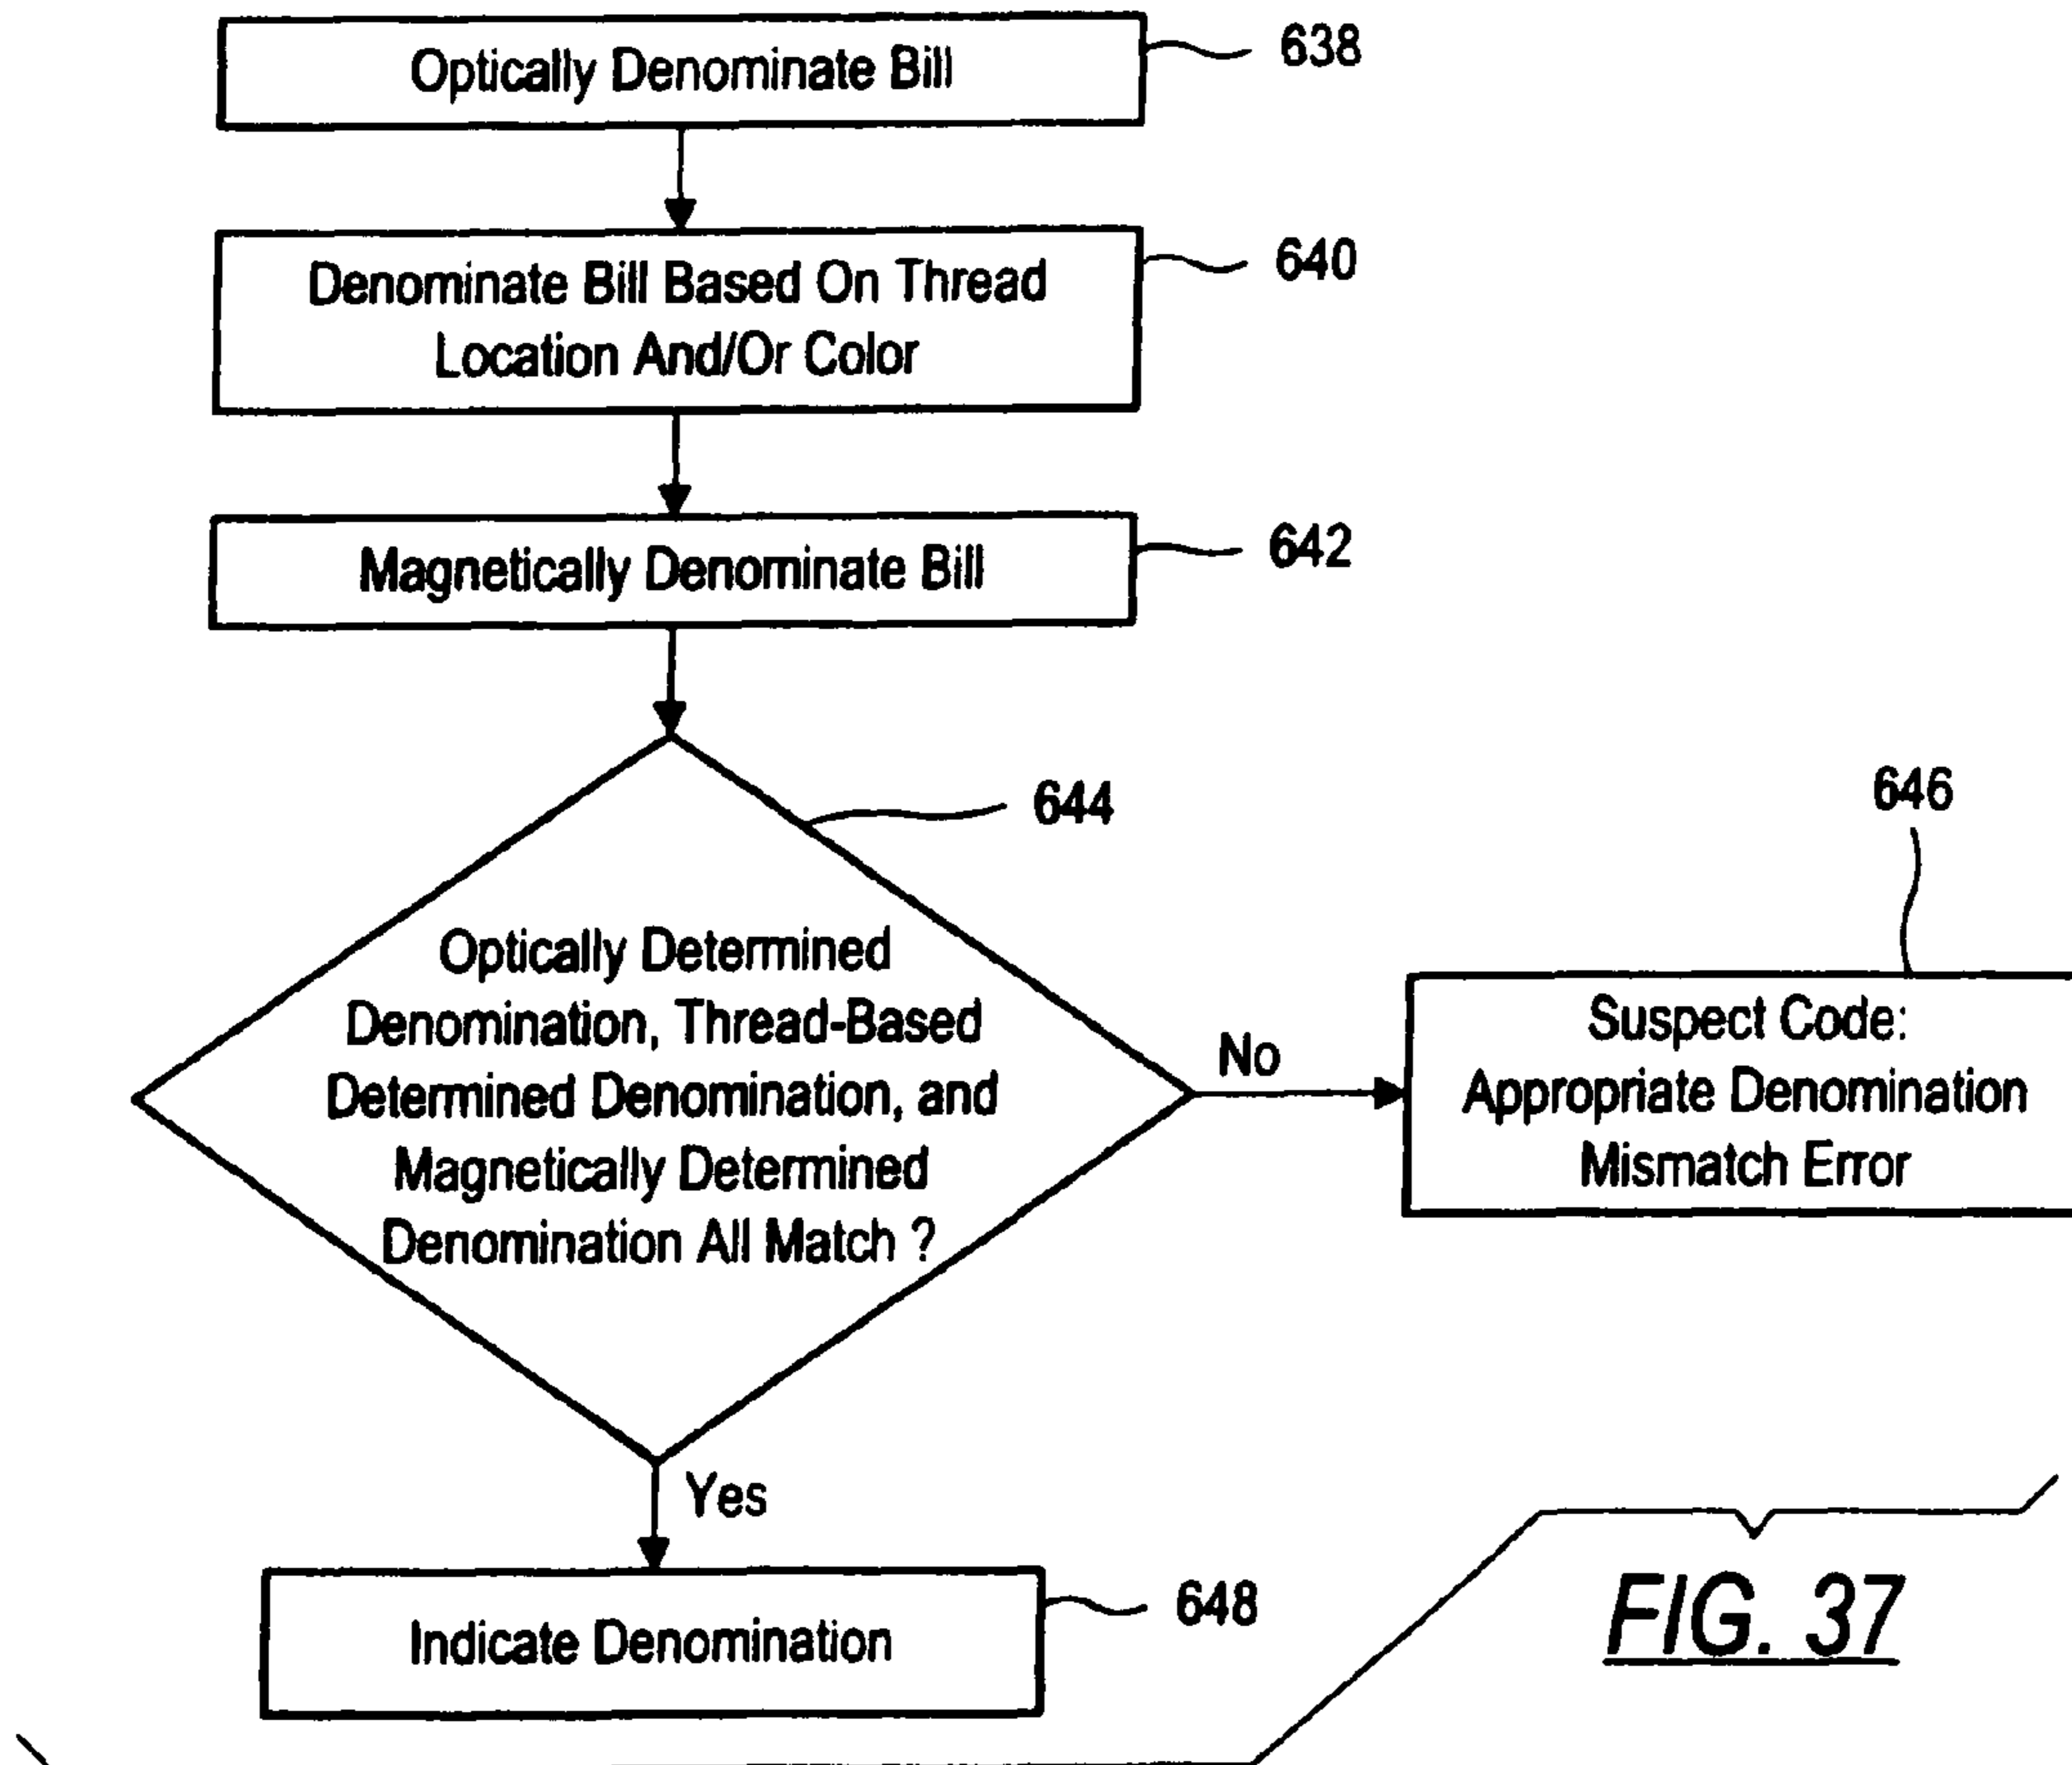 Optically Denominate Bill
638
Denominate Bill Based On Thread
Location And/Or Color
640
Magnetically Denominate Bill
642
644
Optically Determined
Denomination, Thread-Based
Determined Denomination, and
Magnetically Determined
Denomination All Match ?
No
646
Suspect Code:
Appropriate Denomination
Mismatch Error
Yes
Indicate Denomination
648
FIG. 37